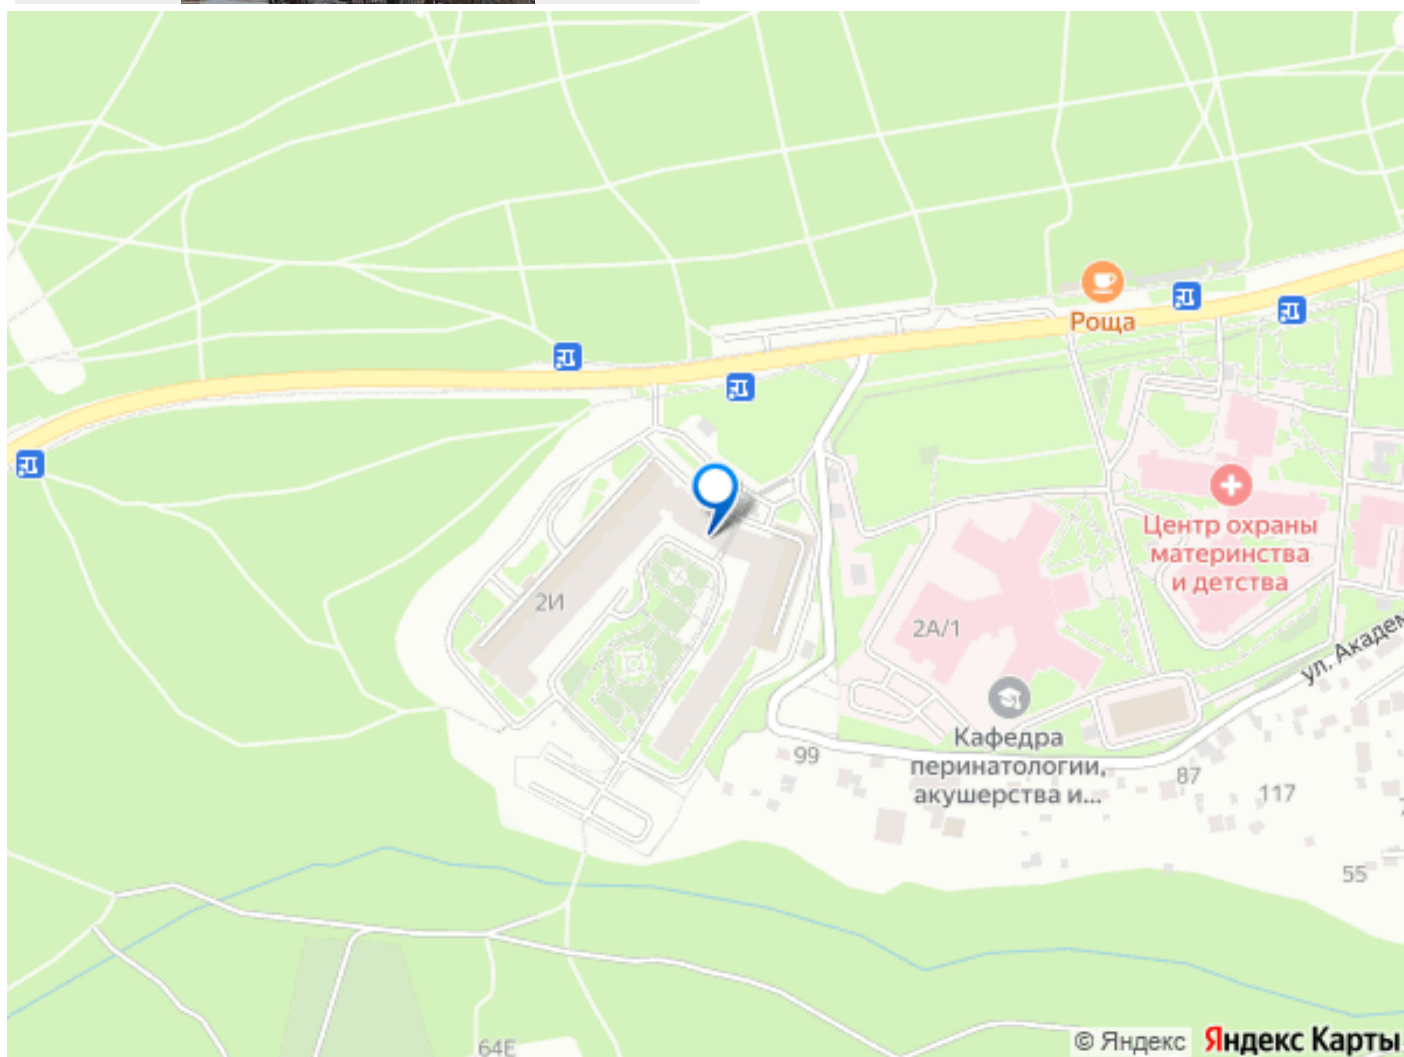 Роща
Центр охраны
материнства
и детства
2И
2А/1
ул. Академ
Кафедра
перинатологии,
акушерства и...
99
87
117
55
64Е
© Яндекс Яндекс Карты